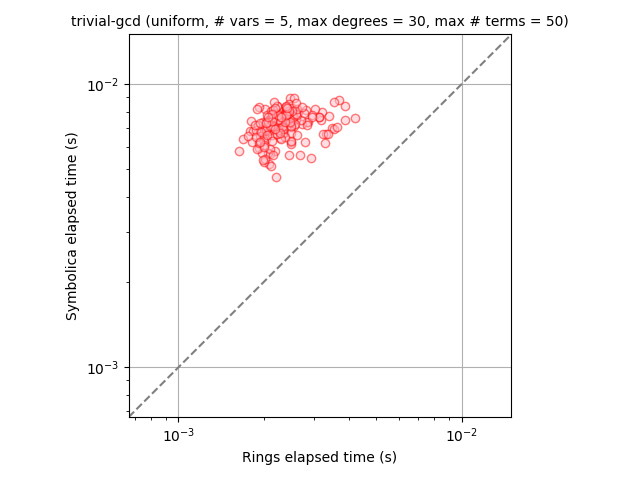 trivial-gcd (uniform, # vars = 5, max degrees = 30, max # terms = 50)
Symbolica elapsed time (s)
10⁻²
10⁻³
10⁻³ 10⁻²
Rings elapsed time (s)